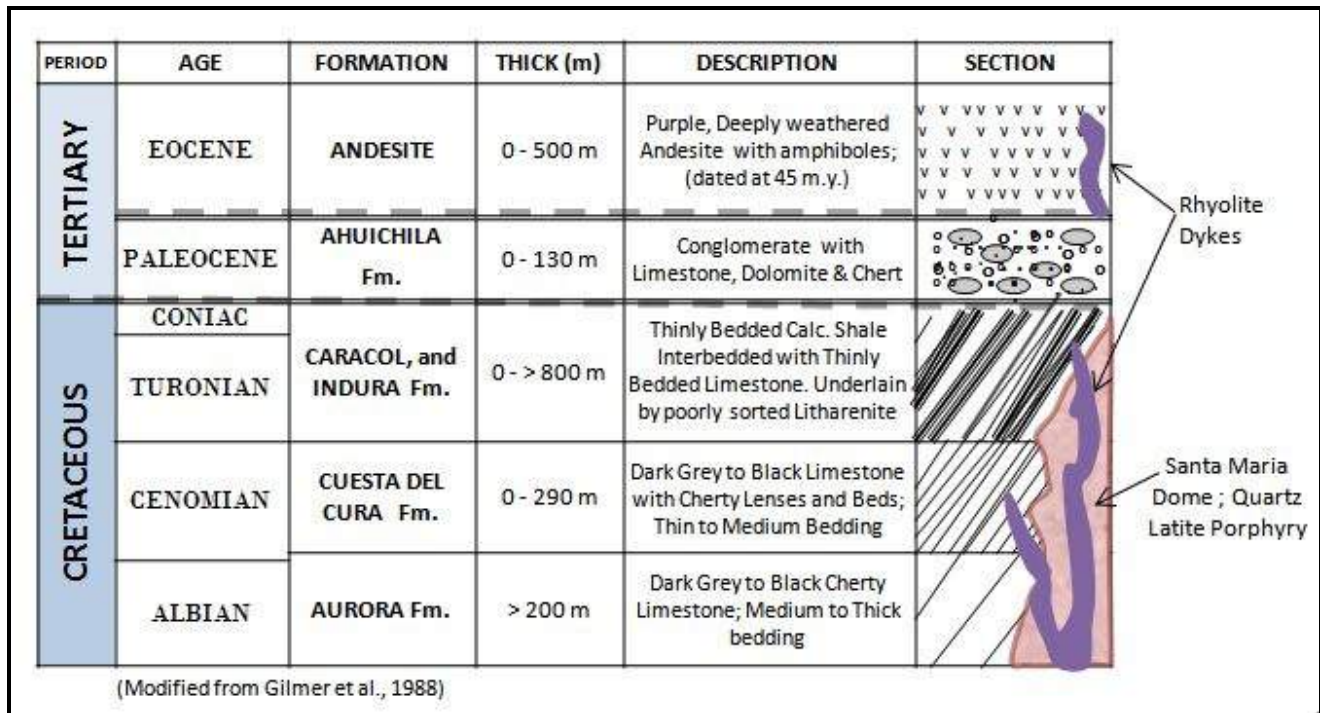 PERIOD AGE FORMATION THICK (m) DESCRIPTION SECTION
TERTIARY
EOCENE
ANDESITE
0 - 500 m
Purple, Deeply weathered
Andesite with amphiboles;
(dated at 45 m.y.)
PALEOCENE
AHUICHILA
Fm.
0 - 130 m
Conglomerate with
Limestone, Dolomite & Chert
CRETACEOUS
CONIAC
TURONIAN
CARACOL, and
INDURA Fm.
0 - > 800 m
Thinly Bedded Calc. Shale
Interbedded with Thinly
Bedded Limestone. Underlain
by poorly sorted Litharenite
CENOMIAN
CUESTA DEL
CURA Fm.
0 - 290 m
Dark Grey to Black Limestone
with Cherty Lenses and Beds;
Thin to Medium Bedding
ALBIAN
AURORA Fm.
> 200 m
Dark Grey to Black Cherty
Limestone; Medium to Thick
bedding
Rhyolite
Dykes
Santa Maria
Dome ; Quartz
Latite Porphyry
(Modified from Gilmer et al., 1988)